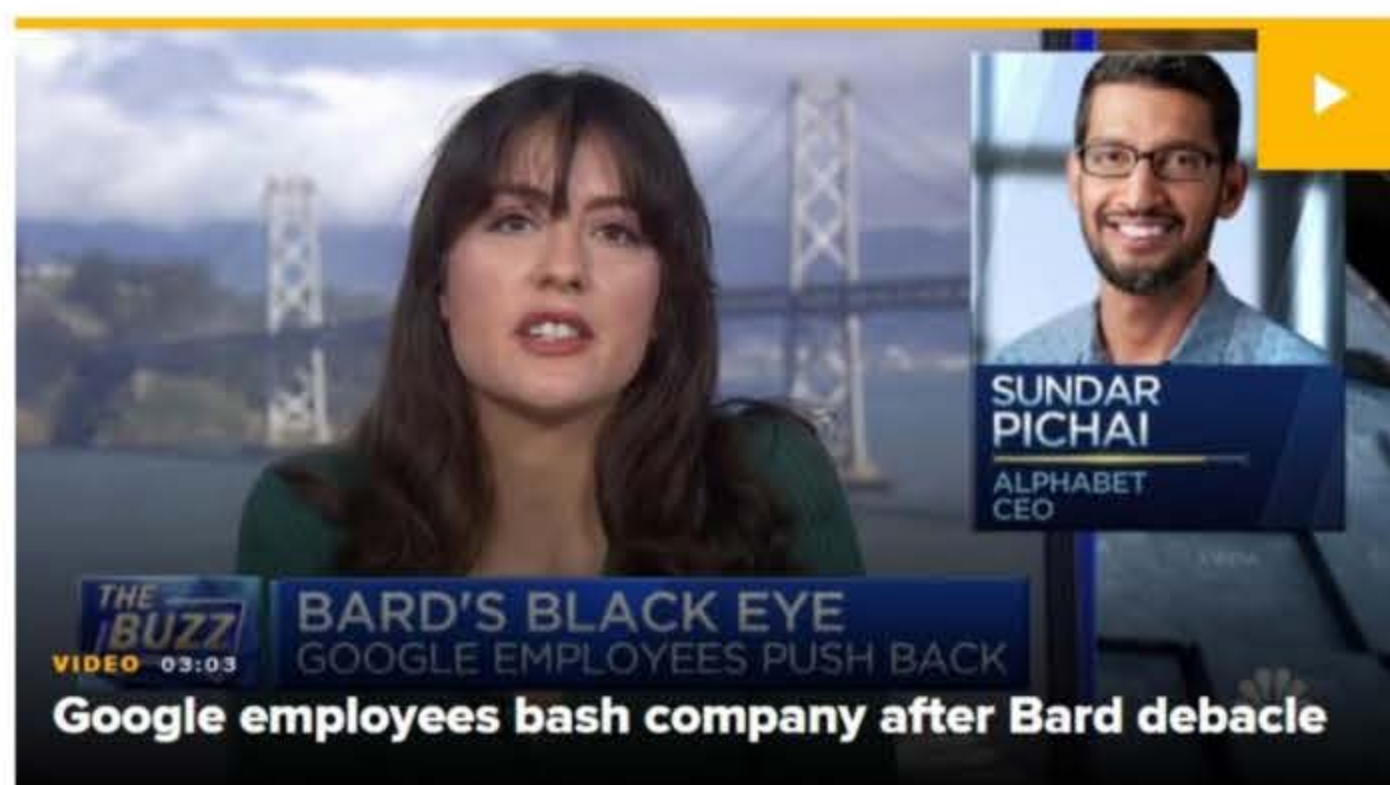 SUNDAR
PICHAI
ALPHABET
CEO
THE
BUZZ
BARD'S BLACK EYE
GOOGLE EMPLOYEES PUSH BACK
VIDEO 03:03
Google employees bash company after Bard debacle